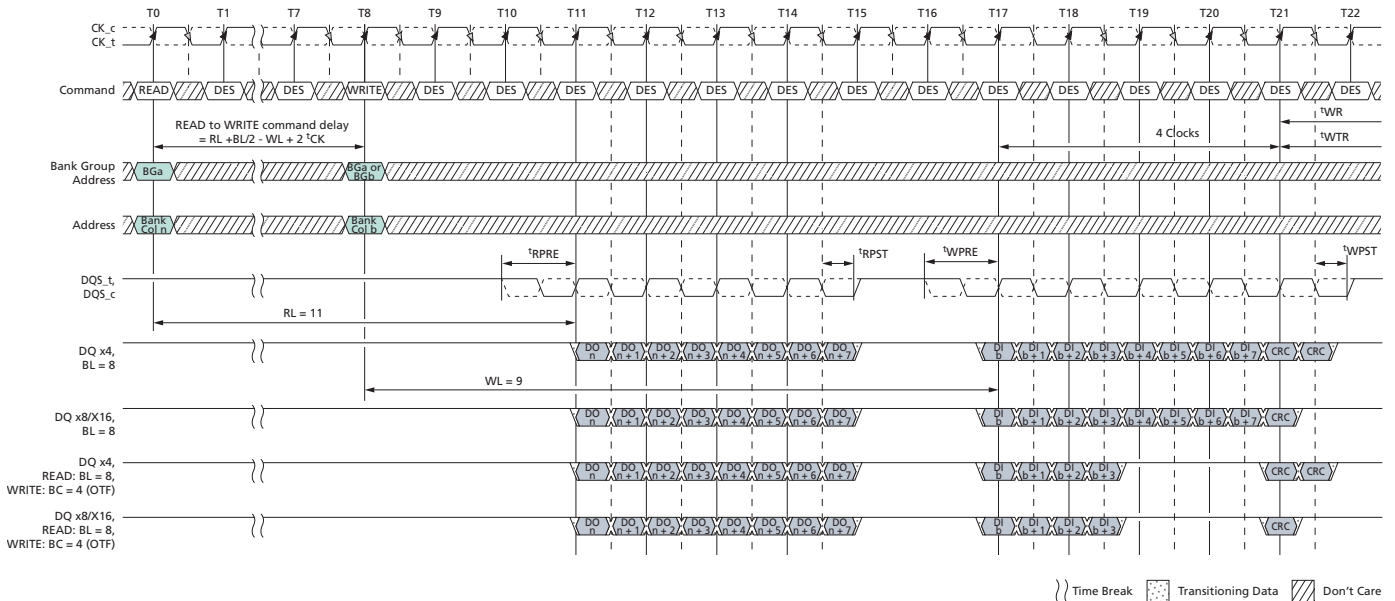 T0 T1 T7 T8 T9 T10 T11 T12 T13 T14 T15 T16 T17 T18 T19 T20 T21 T22
CK_c
CK_t
Command READ DES DES WRITE DES DES DES DES DES DES DES DES DES DES DES DES DES DES
READ to WRITE command delay
= RL +BL/2 - WL + 2 tCK
4 Clocks
tWR
tWTR
Bank Group
Address
BGa
BGa or
BGb
Address
Bank
Col n
Bank
Col b
tRPRE tRPST tWPRE tWPST
DQS_t,
DQS_c
RL = 11
DQ x4,
BL = 8
DO n DO n + 1 DO n + 2 DO n + 3 DO n + 4 DO n + 5 DO n + 6 DO n + 7 DI b DI b + 1 DI b + 2 DI b + 3 DI b + 4 DI b + 5 DI b + 6 DI b + 7 CRC CRC
WL = 9
DQ x8/X16,
BL = 8
DO n DO n + 1 DO n + 2 DO n + 3 DO n + 4 DO n + 5 DO n + 6 DO n + 7 DI b DI b + 1 DI b + 2 DI b + 3 DI b + 4 DI b + 5 DI b + 6 DI b + 7 CRC
DQ x4,
READ: BL = 8,
WRITE: BC = 4 (OTF)
DO n DO n + 1 DO n + 2 DO n + 3 DO n + 4 DO n + 5 DO n + 6 DO n + 7 DI b DI b + 1 DI b + 2 DI b + 3 CRC CRC
DQ x8/X16,
READ: BL = 8,
WRITE: BC = 4 (OTF)
DO n DO n + 1 DO n + 2 DO n + 3 DO n + 4 DO n + 5 DO n + 6 DO n + 7 DI b DI b + 1 DI b + 2 DI b + 3 CRC
Time Break Transitioning Data Don't Care